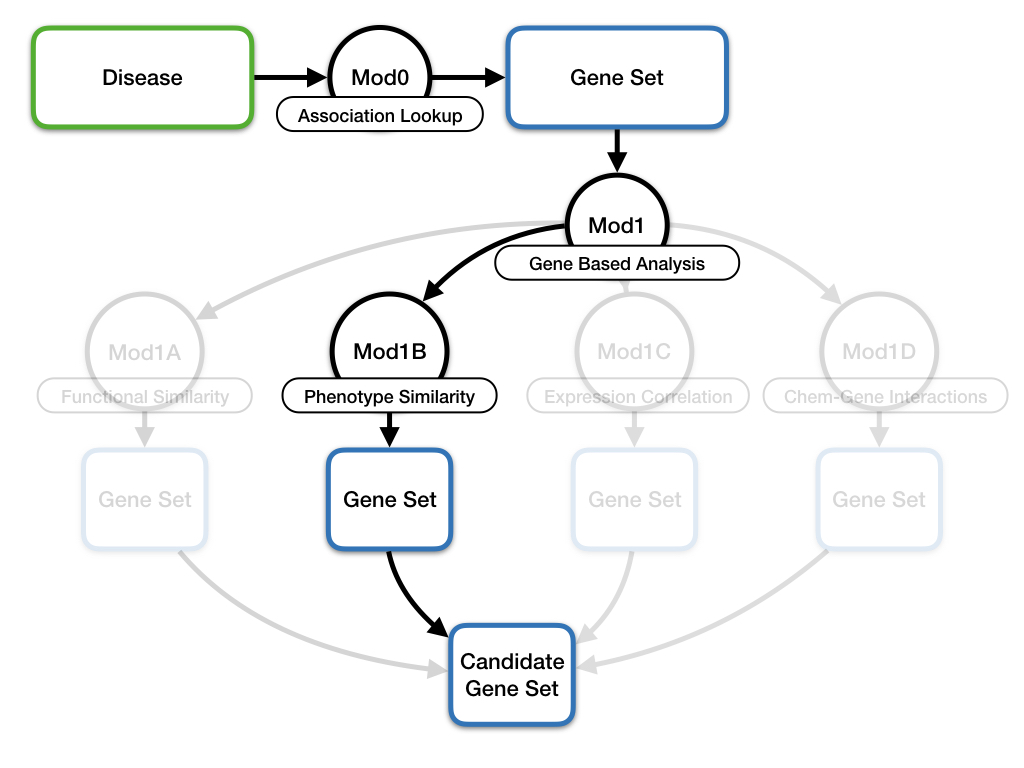 Disease
Mod0
Association Lookup
Gene Set
Mod1
Gene Based Analysis
Mod1A
Functional Similarity
Mod1B
Phenotype Similarity
Mod1C
Expression Correlation
Mod1D
Chem-Gene Interactions
Gene Set
Gene Set
Gene Set
Gene Set
Candidate
Gene Set